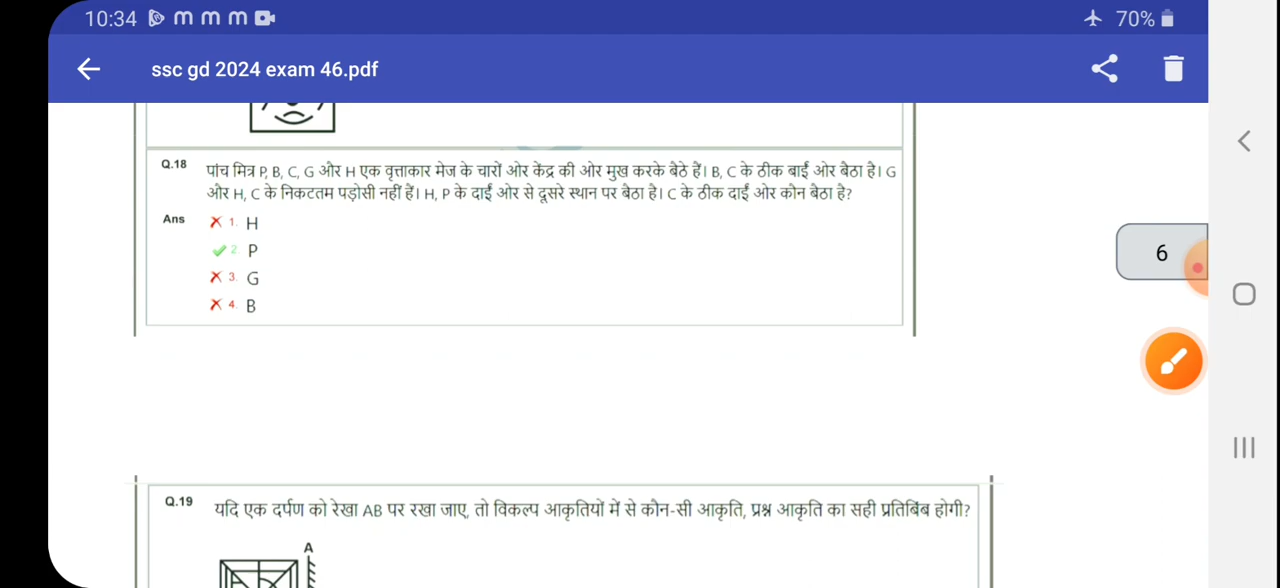 10:34 m m m 70%
ssc gd 2024 exam 46.pdf
Q.18 पांच मित्र P, B, C, G और H एक वृत्ताकार मेज के चारों ओर केंद्र की ओर मुख करके बैठे हैं। B, C के ठीक बाईं ओर बैठा है। G
और H, C के निकटतम पड़ोसी नहीं हैं। H, P के दाईं ओर से दूसरे स्थान पर बैठा है। C के ठीक दाईं ओर कौन बैठा है?
Ans 1. H
2. P
3. G
4. B
6
Q.19 यदि एक दर्पण को रेखा AB पर रखा जाए, तो विकल्प आकृतियों में से कौन-सी आकृति, प्रश्न आकृति का सही प्रतिबिंब होगी?
A